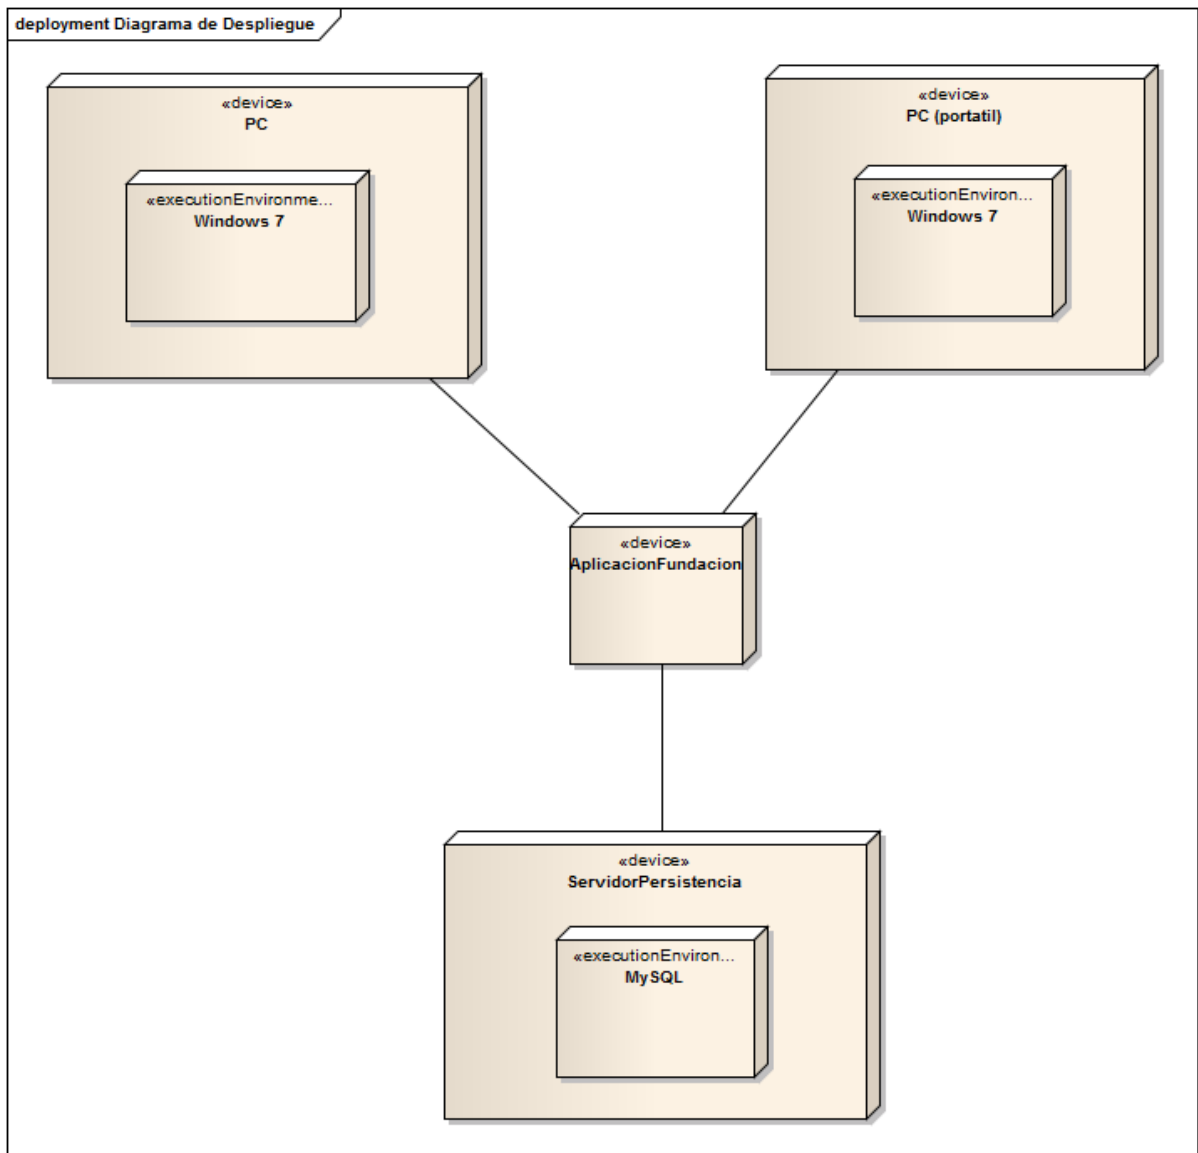 deployment Diagrama de Despliegue
«device»
PC
«executionEnvironme...
Windows 7
«device»
PC (portatil)
«executionEnviron...
Windows 7
«device»
AplicacionFundacion
«device»
ServidorPersistencia
«executionEnviron...
MySQL